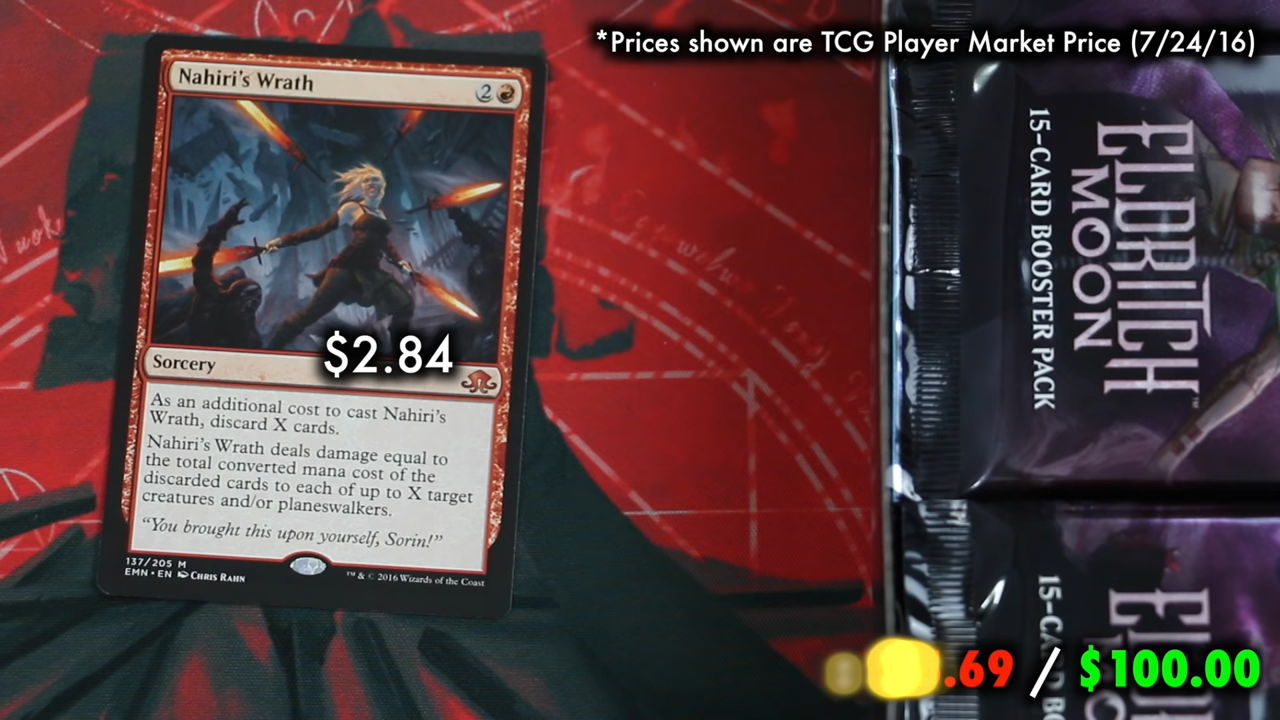 *Prices shown are TCG Player Market Price (7/24/16)
Nahiri's Wrath
2
$2.84
Sorcery
As an additional cost to cast Nahiri's
Wrath, discard X cards.
Nahiri's Wrath deals damage equal to
the total converted mana cost of the
discarded cards to each of up to X target
creatures and/or planeswalkers.
“You brought this upon yourself, Sorin!”
137/205 M
EMN • EN Chris Rahn
™ & © 2016 Wizards of the Coast
ELDRITCH
MOON
™
15-CARD BOOSTER PACK
.69 / $100.00